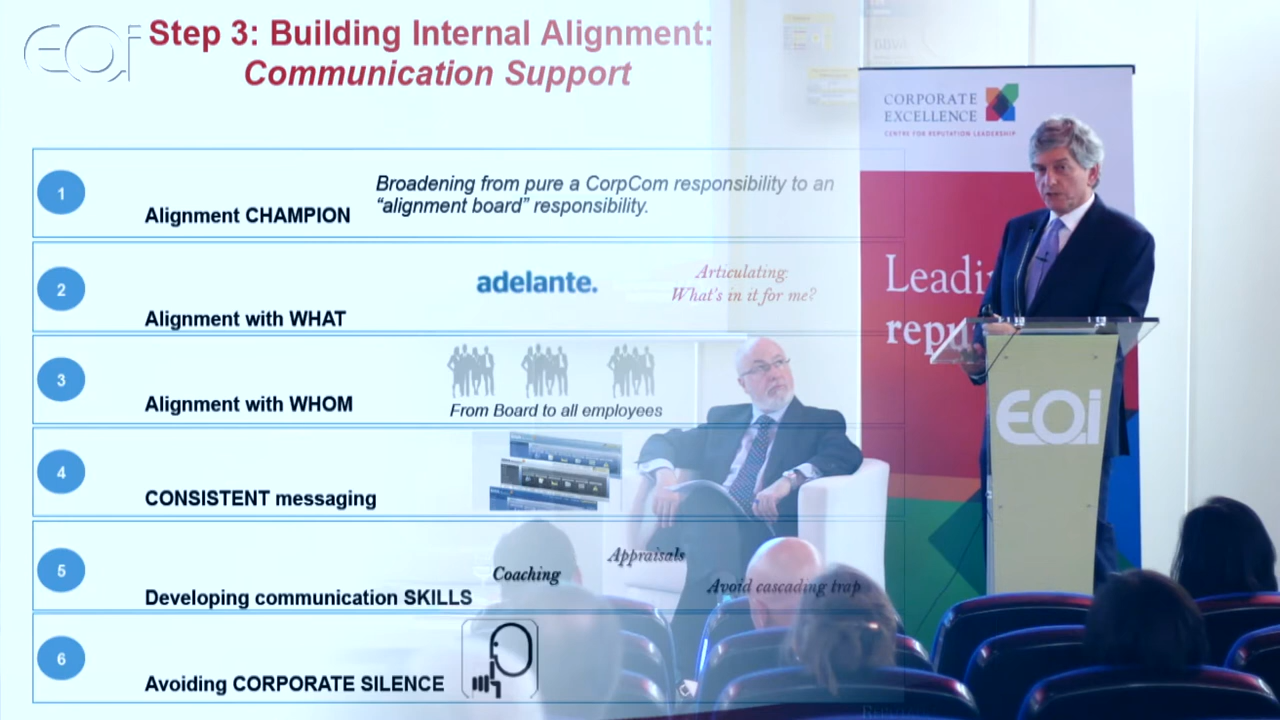 EOi
Step 3: Building Internal Alignment:
Communication Support
1
Alignment CHAMPION
Broadening from pure a CorpCom responsibility to an
“alignment board” responsibility.
2
Alignment with WHAT
adelante.
Articulating:
What's in it for me?
3
Alignment with WHOM
From Board to all employees
4
CONSISTENT messaging
5
Developing communication SKILLS
Coaching
Appraisals
Avoid cascading trap
6
Avoiding CORPORATE SILENCE
BBVA
CORPORATE
EXCELLENCE
CENTRE FOR REPUTATION LEADERSHIP
Leadi
repu
EOi